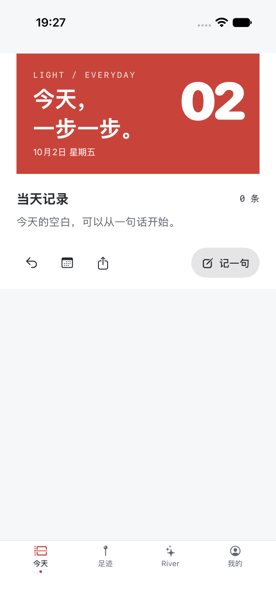 19:27
LIGHT / EVERYDAY
今天，
一步一步。
02
10月2日 星期五
当天记录
0 条
今天的空白，可以从一句话开始。
记一句
今天
足迹
River
我的